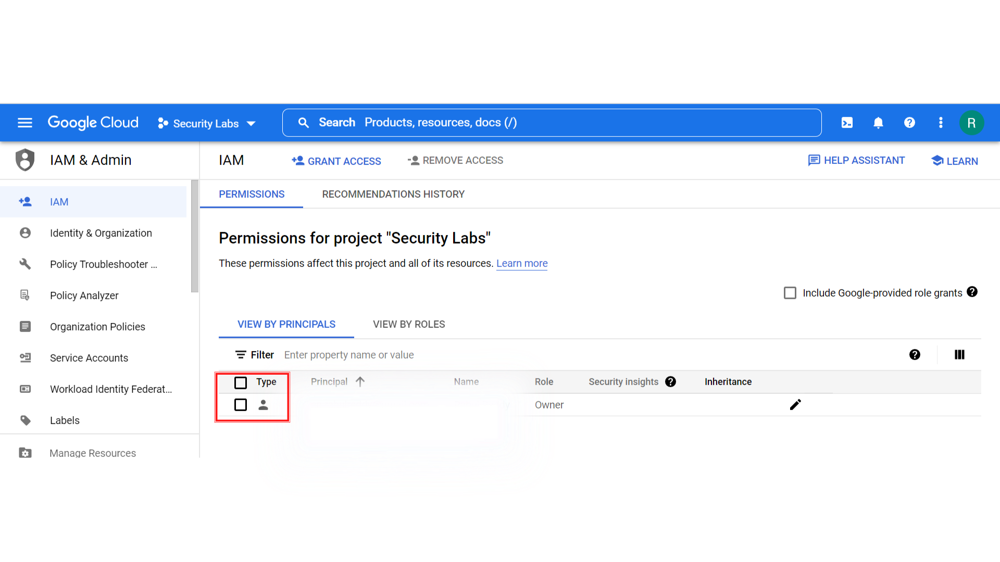 Google Cloud Security Labs Search Products, resources, docs (/) R
IAM & Admin
IAM GRANT ACCESS REMOVE ACCESS HELP ASSISTANT LEARN
IAM
Identity & Organization
Policy Troubleshooter ...
Policy Analyzer
Organization Policies
Service Accounts
Workload Identity Federat...
Labels
Manage Resources
PERMISSIONS RECOMMENDATIONS HISTORY
Permissions for project "Security Labs"
These permissions affect this project and all of its resources. Learn more
Include Google-provided role grants
VIEW BY PRINCIPALS VIEW BY ROLES
Filter Enter property name or value
Type Principal Name Role Security insights Inheritance
Owner